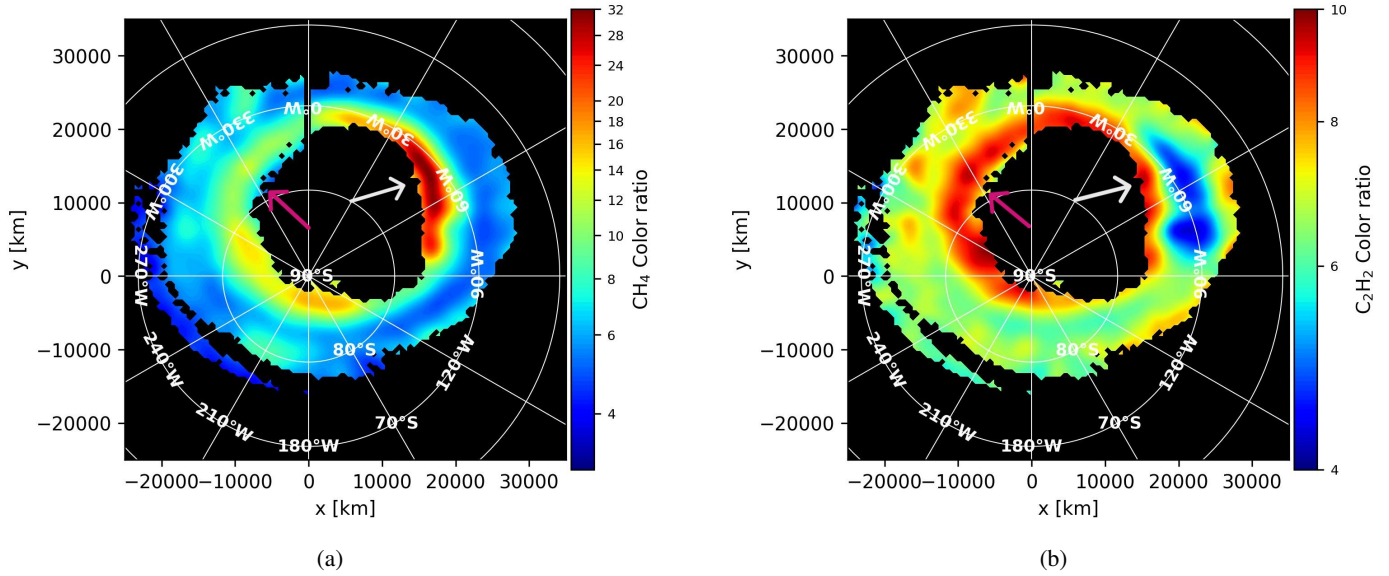 30000
20000
10000
0
−10000
−20000
y [km]
−20000
−10000
0
10000
20000
30000
x [km]
0°W
30°W
60°W
90°W
120°W
180°W
210°W
240°W
270°W
300°W
330°W
90°S
80°S
70°S
32
28
24
20
18
16
14
12
10
8
6
4
CH₄ Color ratio
(a)
30000
20000
10000
0
−10000
−20000
y [km]
−20000
−10000
0
10000
20000
30000
x [km]
0°W
30°W
60°W
90°W
120°W
180°W
210°W
240°W
270°W
300°W
330°W
90°S
80°S
70°S
10
8
6
4
C₂H₂ Color ratio
(b)